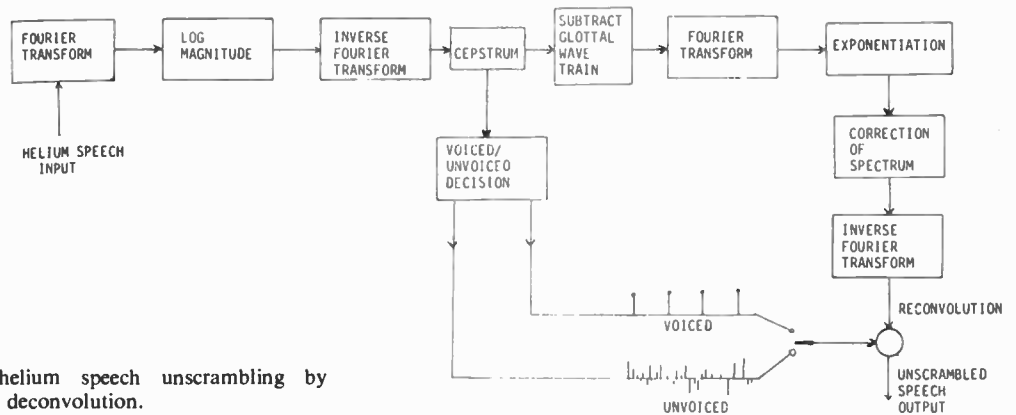 FOURIER
TRANSFORM
LOG
MAGNITUDE
INVERSE
FOURIER
TRANSFORM
CEPSTRUM
SUBTRACT
GLOTTAL
WAVE
TRAIN
FOURIER
TRANSFORM
EXPONENTIATION
HELIUM SPEECH
INPUT
VOICED/
UNVOICED
DECISION
CORRECTION
OF
SPECTRUM
INVERSE
FOURIER
TRANSFORM
RECONVOLUTION
VOICED
UNVOICED
UNSCRAMBLED
SPEECH
OUTPUT
helium speech unscrambling by
deconvolution.